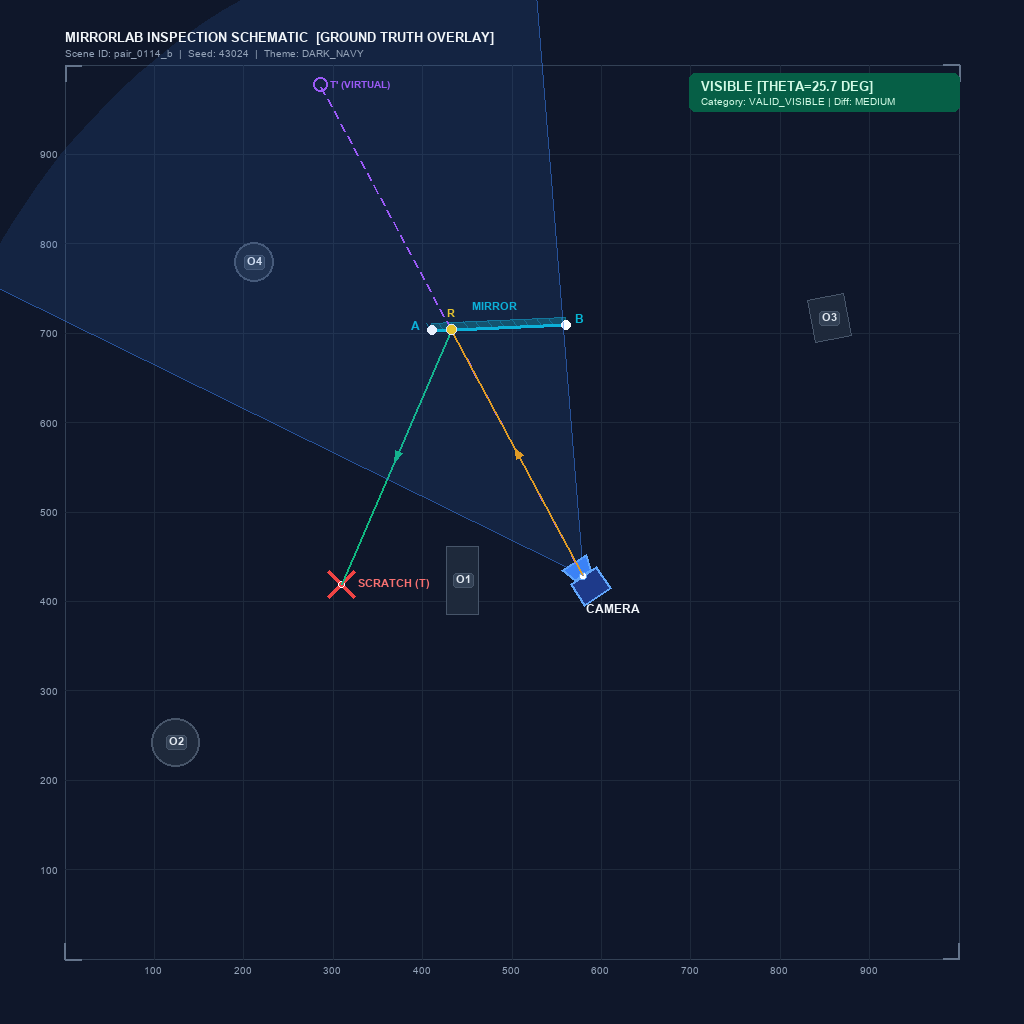 MIRRORLAB INSPECTION SCHEMATIC [GROUND TRUTH OVERLAY]
Scene ID: pair_0114_b | Seed: 43024 | Theme: DARK_NAVY
VISIBLE [THETA=25.7 DEG]
Category: VALID_VISIBLE | Diff: MEDIUM
T' (VIRTUAL)
900
800
O4
MIRROR
R
A
B
O3
700
600
500
SCRATCH (T)
O1
CAMERA
400
300
O2
200
100
100 200 300 400 500 600 700 800 900